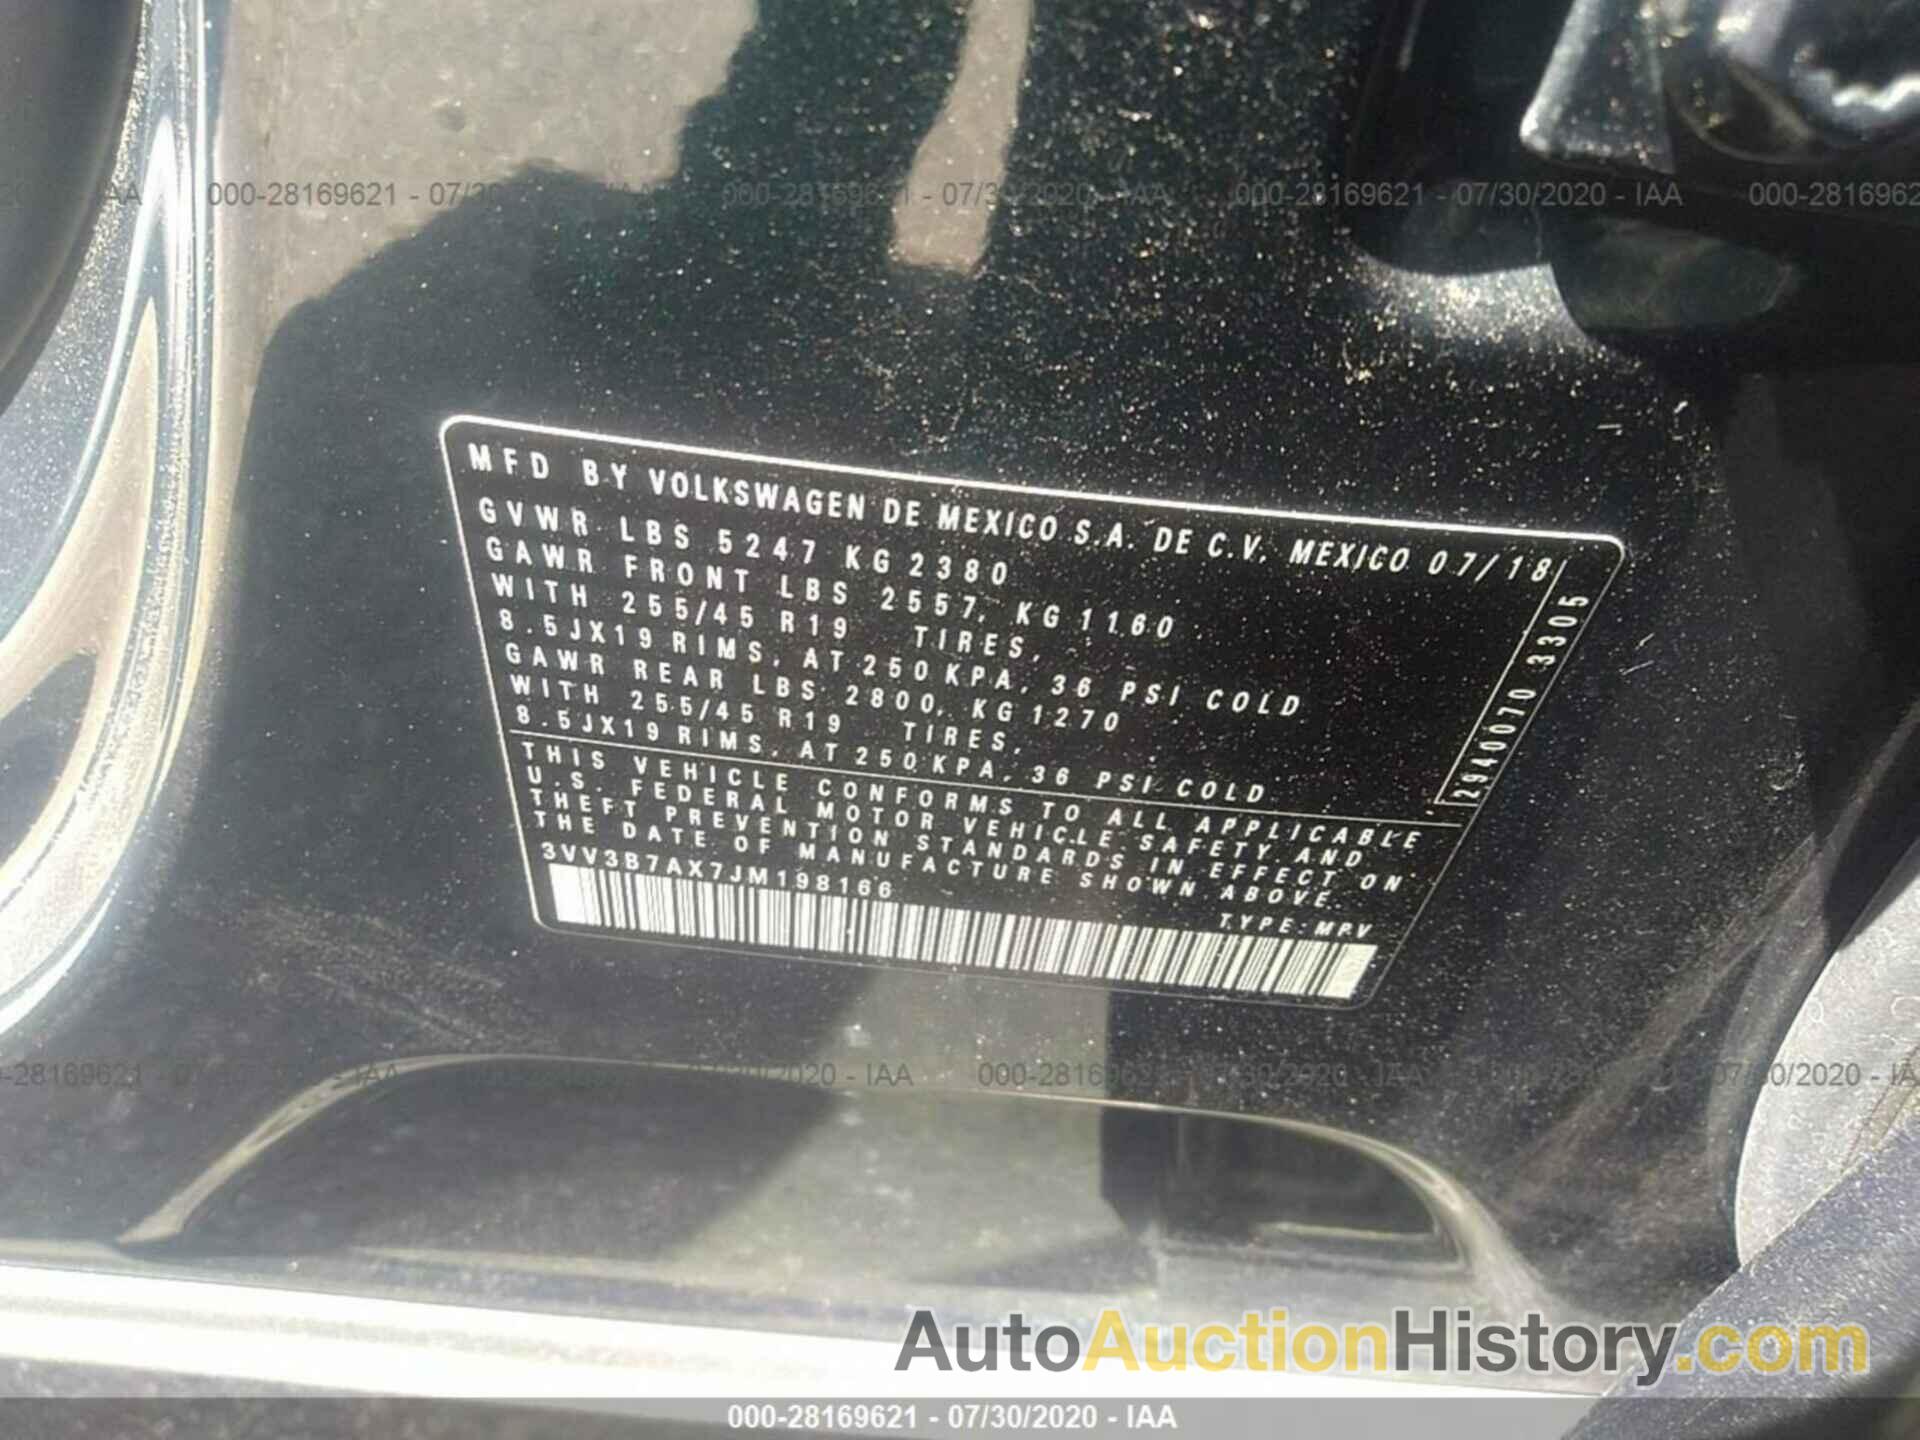 000-28169621 - 07/30/2020 - IAA 000-28169621 - 07/30/2020 - IAA
MFD BY VOLKSWAGEN DE MEXICO S.A. DE C.V. MEXICO 07/18
GVWR LBS 5247 KG 2380
GAWR FRONT LBS 2557, KG 1160
WITH 255/45 R19 TIRES,
8.5JX19 RIMS, AT 250 KPA, 36 PSI COLD
GAWR REAR LBS 2800, KG 1270
WITH 255/45 R19 TIRES,
8.5JX19 RIMS, AT 250 KPA, 36 PSI COLD
29400070 3305
THIS VEHICLE CONFORMS TO ALL APPLICABLE
U.S. FEDERAL MOTOR VEHICLE SAFETY AND
THEFT PREVENTION STANDARDS IN EFFECT ON
THE DATE OF MANUFACTURE SHOWN ABOVE.
3VV3B7AX7JM198166
TYPE: MPV
AutoAuctionHistory.com
000-28169621 - 07/30/2020 - IAA